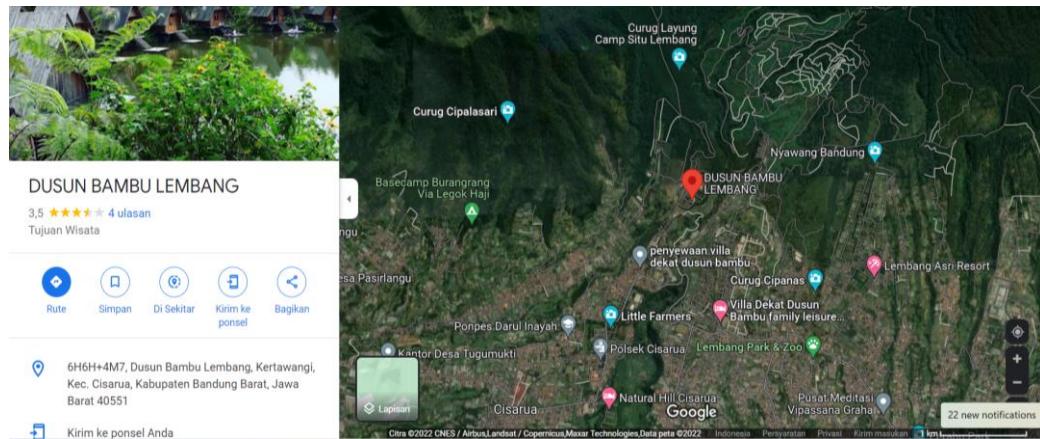 DUSUN BAMBU LEMBANG
3,5
4 ulasan
Tujuan Wisata
Rute
Simpan
Di Sekitar
Kirim ke
ponsel
Bagikan
6H6H+4M7, Dusun Bambu Lembang, Kertawangi,
Kec. Cisarua, Kabupaten Bandung Barat, Jawa
Barat 40551
Kirim ke ponsel Anda
Curug Layung
Camp Situ Lembang
Curug Cipalasari
Nyawang Bandung
DUSUN BAMBU
LEMBANG
Basecamp Burangrang
Via Legok Haji
ngu
penyewaan villa
dekat dusun bambu
esa Pasirlangu
Lembang Asri Resort
Curug Cipanas
Villa Dekat Dusun
Bambu family leisure...
Little Farmers
Ponpes Darul Inayah
Polsek Cisarua
Lembang Park & Zoo
Kantor Desa Tugumukti
Natural Hill Cisarua
Pusat Meditasi
Vipassana Graha
Cisarua
Lapisan
Google
22 new notifications
Citra ©2022 CNES / Airbus,Landsat / Copernicus,Maxar Technologies,Data peta ©2022
Indonesia
Persyaratan
Privasi
Kirim masukan